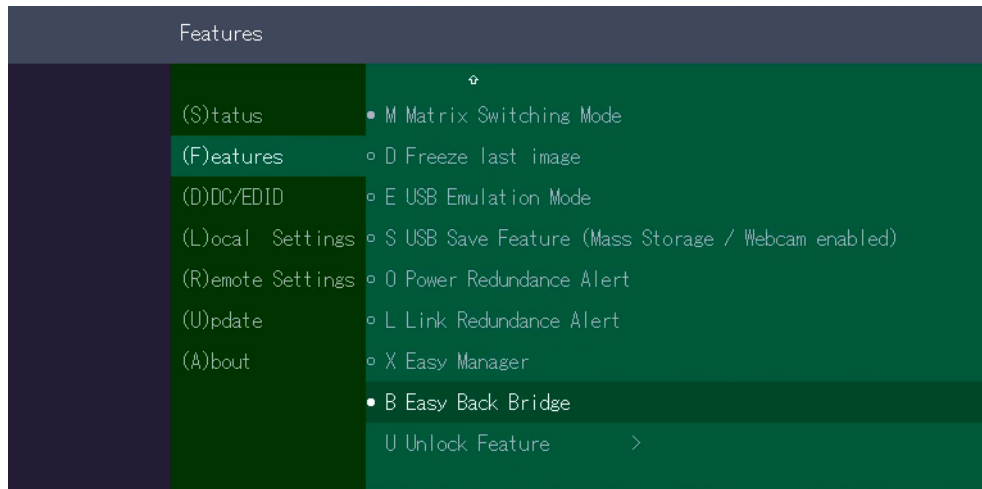 Features
(S)tatus
(F)eatures
(D)DC/EDID
(L)ocal Settings
(R)emote Settings
(U)pdate
(A)bout
M Matrix Switching Mode
D Freeze last image
E USB Emulation Mode
S USB Save Feature (Mass Storage / Webcam enabled)
O Power Redundance Alert
L Link Redundance Alert
X Easy Manager
B Easy Back Bridge
U Unlock Feature >